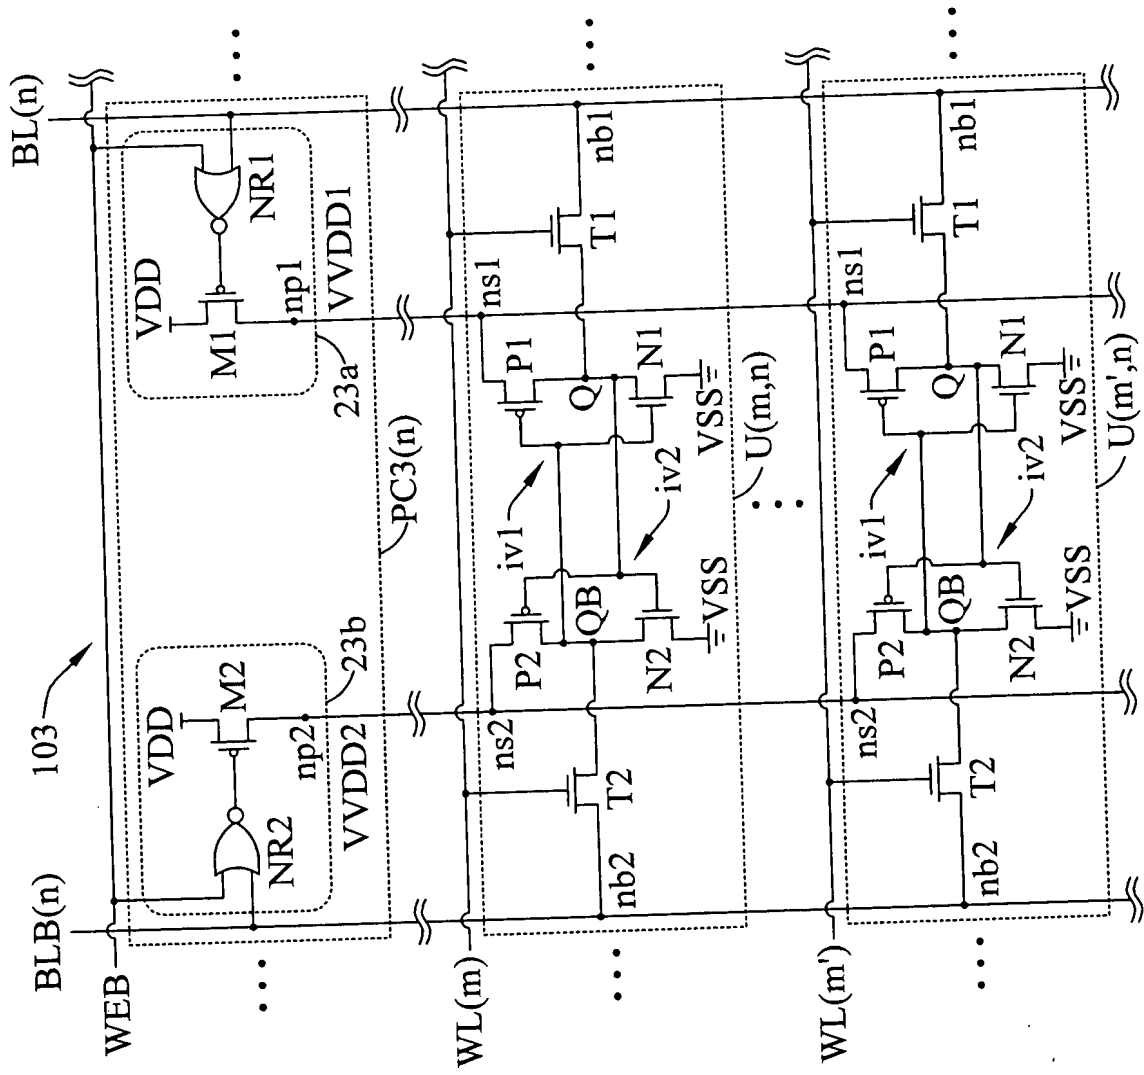 103
BLB(n)
BL(n)
WEB
VDD
VDD
M2
M1
NR2
NR1
np2
np1
VVDD2
23b
23a
VVDD1
PC3(n)
WL(m)
ns2
ns1
P2
iv1
P1
QB
Q
nb2
T2
T1
nb1
N2
iv2
N1
VSS
VSS
U(m,n)
WL(m')
ns2
ns1
P2
iv1
P1
QB
Q
nb2
T2
T1
nb1
N2
iv2
N1
VSS
VSS
U(m',n)